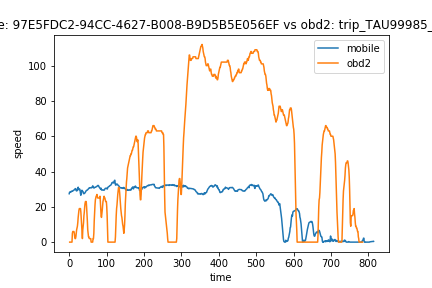 e: 97E5FDC2-94CC-4627-B008-B9D5B5E056EF vs obd2: trip_TAU99985_
mobile
obd2
speed
100
80
60
40
20
0
0 100 200 300 400 500 600 700 800
time